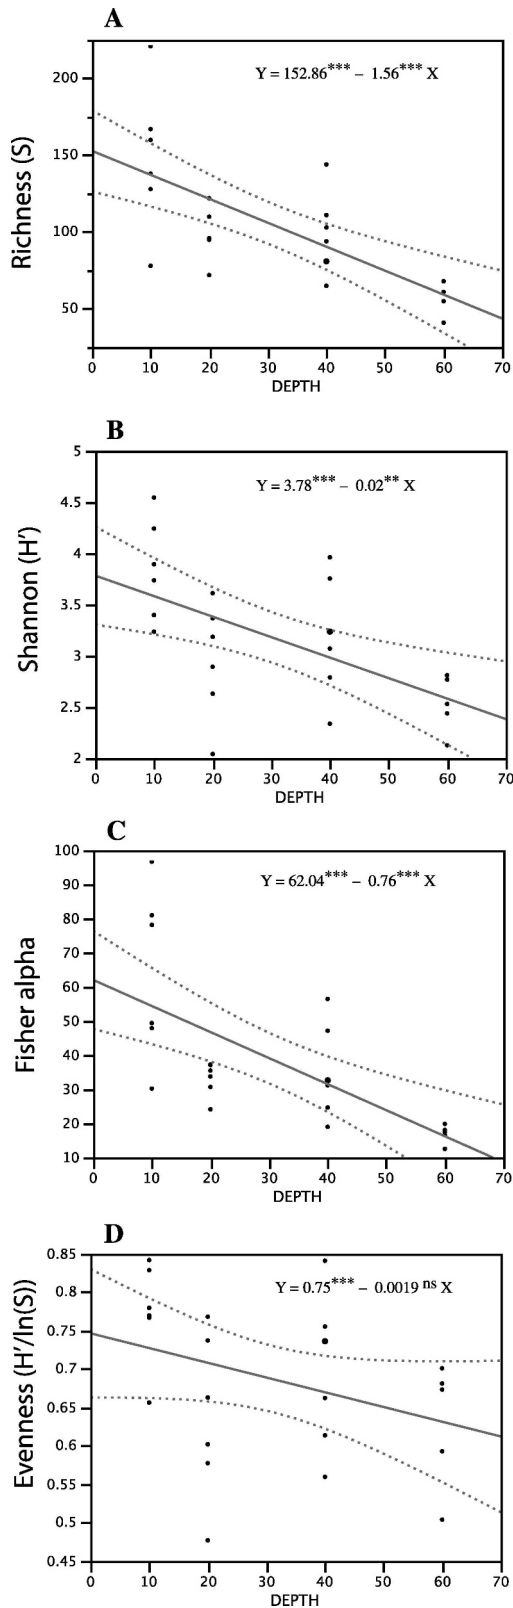 A
Y = 152.86*** – 1.56*** X
Richness (S)
200
150
100
50
0 10 20 30 40 50 60 70
DEPTH
B
Y = 3.78*** – 0.02** X
Shannon (H′)
5
4.5
4
3.5
3
2.5
2
0 10 20 30 40 50 60 70
DEPTH
C
Y = 62.04*** – 0.76*** X
Fisher alpha
100
90
80
70
60
50
40
30
20
10
0 10 20 30 40 50 60 70
DEPTH
D
Y = 0.75*** – 0.0019 ns X
Evenness (H′/ln(S))
0.85
0.8
0.75
0.7
0.65
0.6
0.55
0.5
0.45
0 10 20 30 40 50 60 70
DEPTH